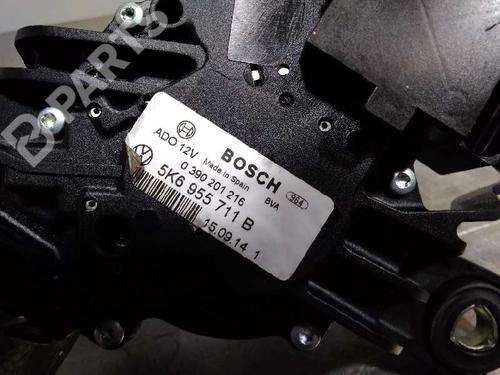 B-PARTS
BOSCH
364
Made in Spain
BVA
ADO 12V
0 390 201 216
5K6 955 711 B
15.09.14 1